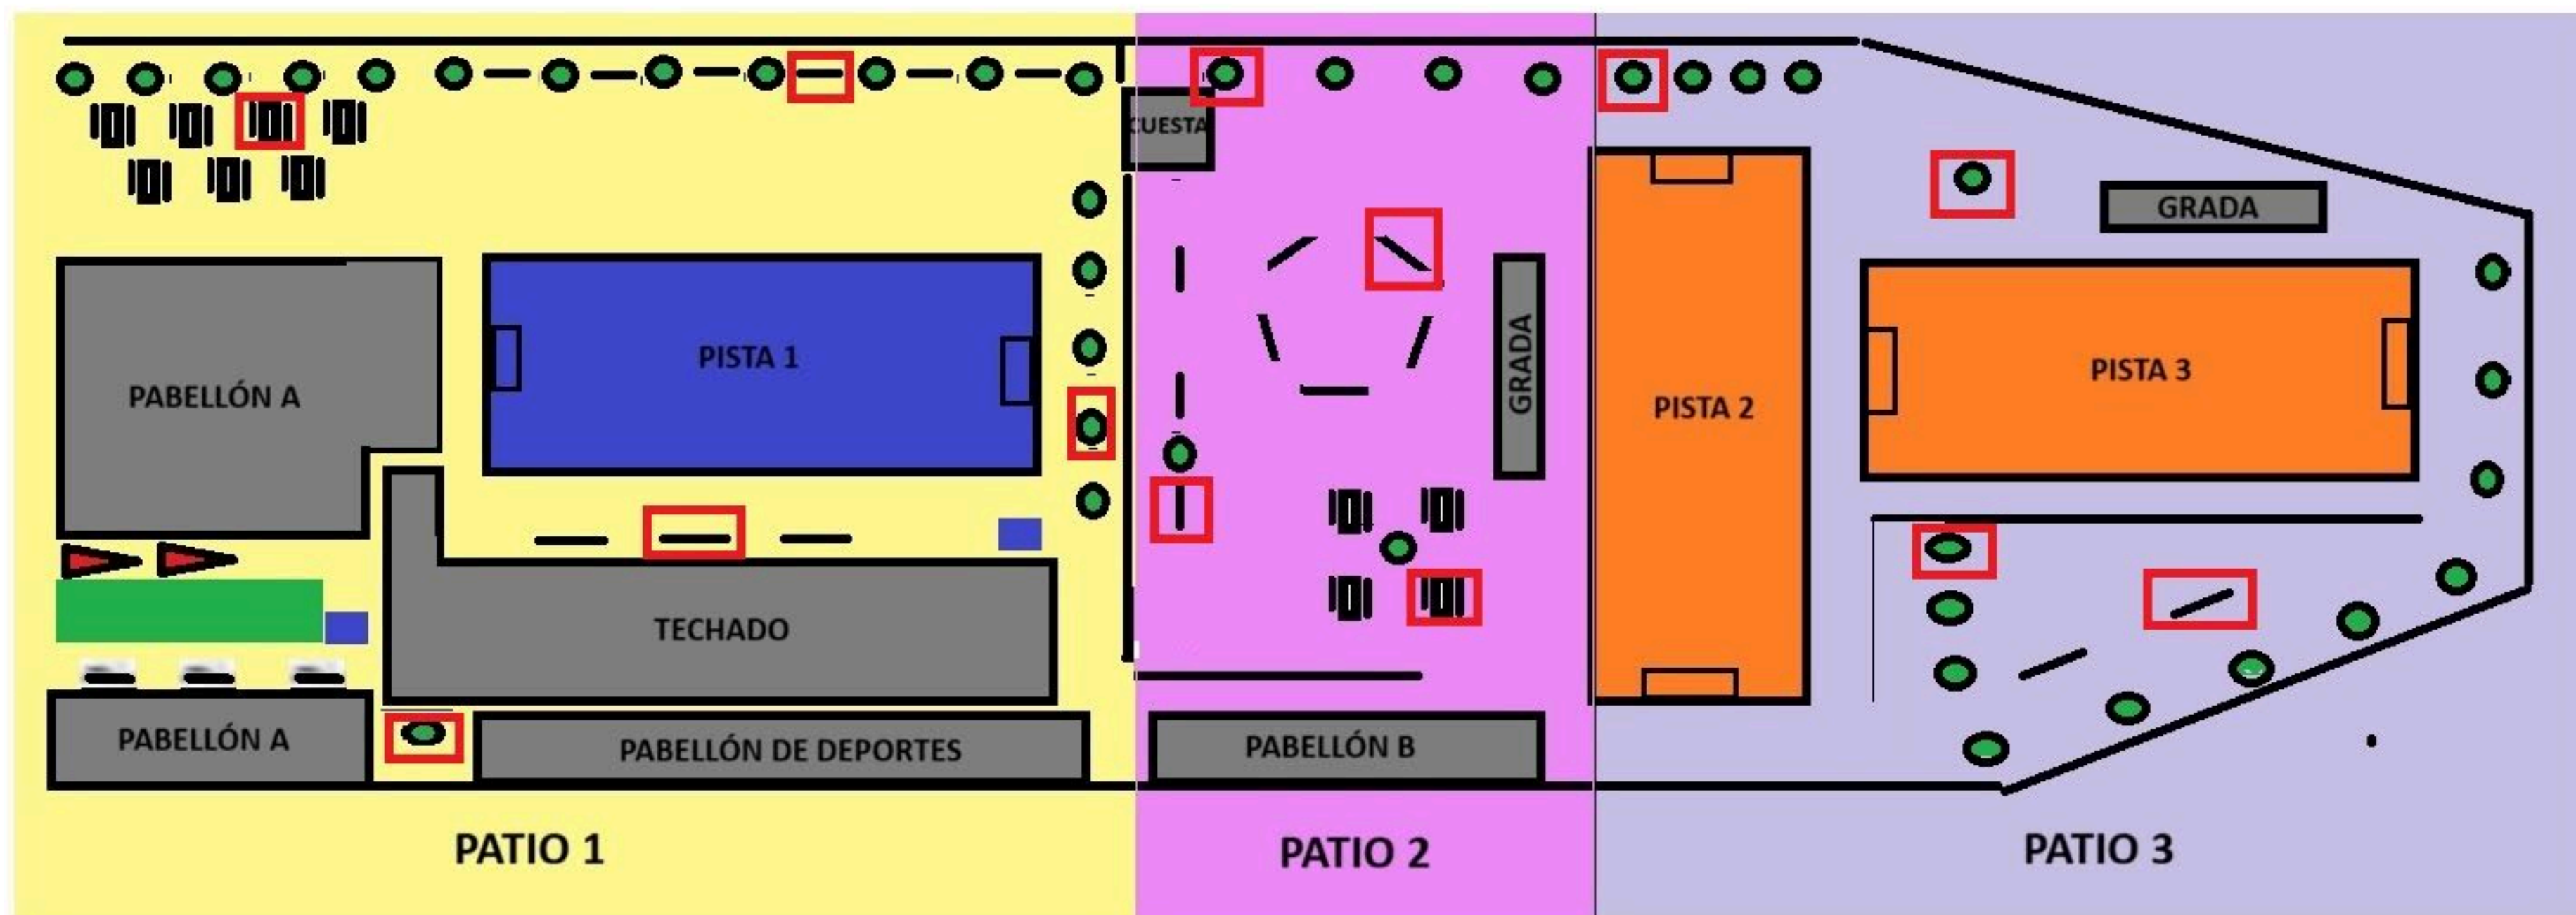 CUESTA
GRADA
PISTA 1
GRADA
PISTA 3
PABELLÓN A
PISTA 2
TECHADO
PABELLÓN A
PABELLÓN DE DEPORTES
PABELLÓN B
PATIO 1
PATIO 2
PATIO 3